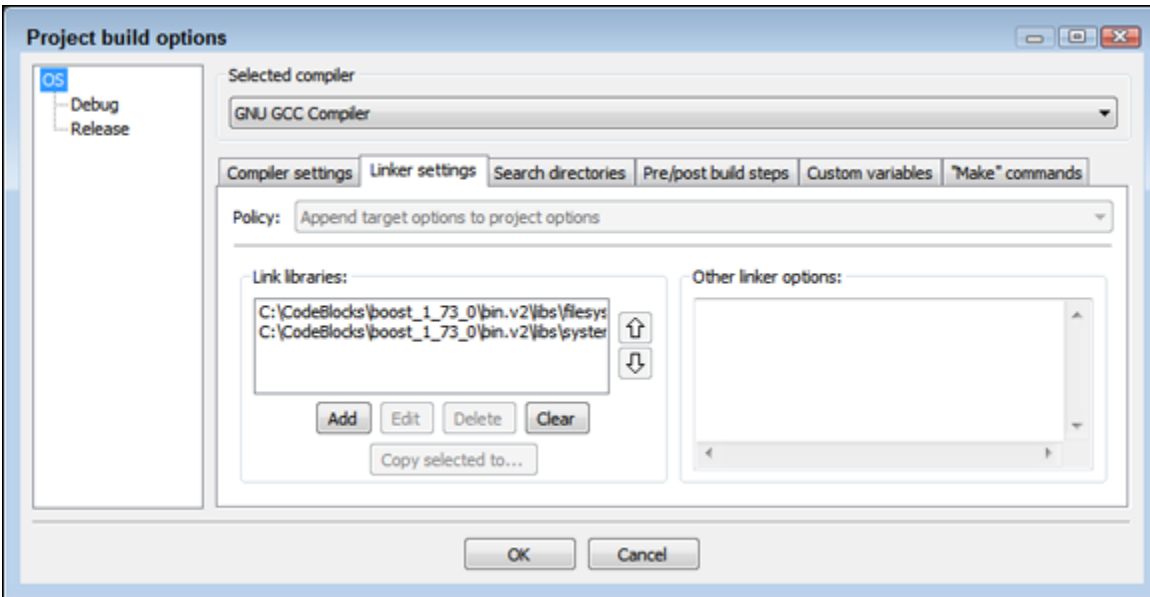 Project build options
OS
Debug
Release
Selected compiler
GNU GCC Compiler
Compiler settings
Linker settings
Search directories
Pre/post build steps
Custom variables
"Make" commands
Policy:
Append target options to project options
Link libraries:
C:\CodeBlocks\boost_1_73_0\bin.v2\libs\filesys
C:\CodeBlocks\boost_1_73_0\bin.v2\libs\system
Add
Edit
Delete
Clear
Copy selected to...
Other linker options:
OK
Cancel